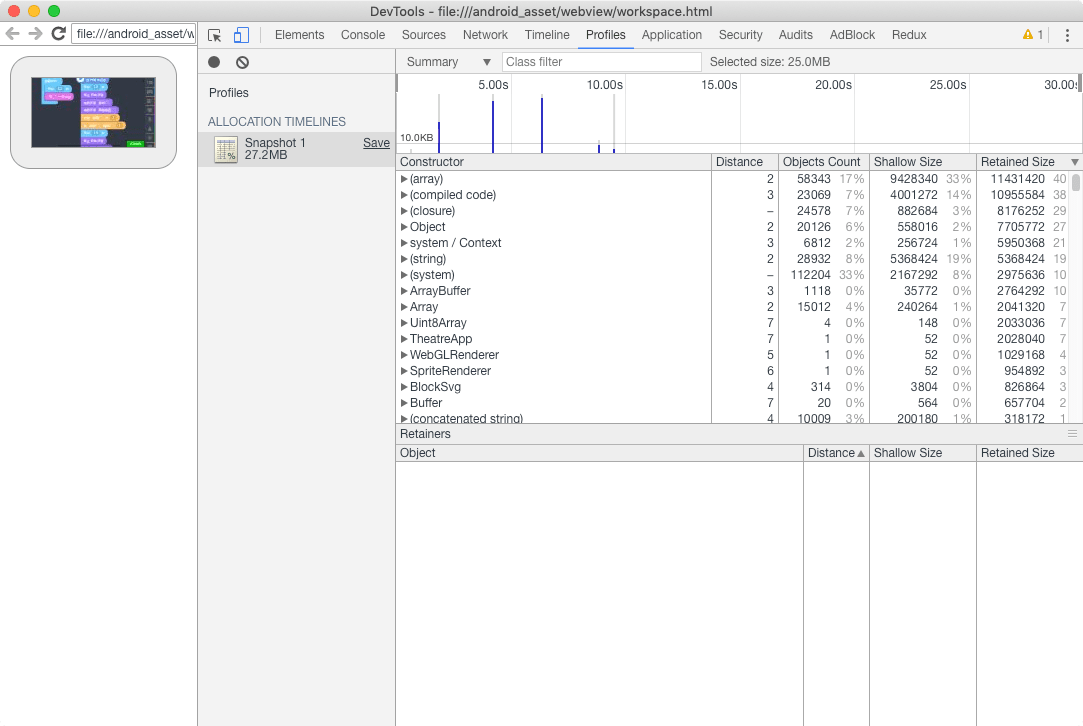 DevTools - file:///android_asset/webview/workspace.html
file:///android_asset/w
Elements Console Sources Network Timeline Profiles Application Security Audits AdBlock Redux 1
Summary ▼ Class filter Selected size: 25.0MB
Profiles
ALLOCATION TIMELINES
Snapshot 1 Save
27.2MB
5.00s 10.00s 15.00s 20.00s 25.00s 30.00s
10.0KB
Constructor Distance Objects Count Shallow Size Retained Size ▼
(array) 2 58343 17% 9428340 33% 11431420 40
(compiled code) 3 23069 7% 4001272 14% 10955584 38
(closure) – 24578 7% 882684 3% 8176252 29
Object 2 20126 6% 558016 2% 7705772 27
system / Context 3 6812 2% 256724 1% 5950368 21
(string) 2 28932 8% 5368424 19% 5368424 19
(system) – 112204 33% 2167292 8% 2975636 10
ArrayBuffer 3 1118 0% 35772 0% 2764292 10
Array 2 15012 4% 240264 1% 2041320 7
Uint8Array 7 4 0% 148 0% 2033036 7
TheatreApp 7 1 0% 52 0% 2028040 7
WebGLRenderer 5 1 0% 52 0% 1029168 4
SpriteRenderer 6 1 0% 52 0% 954892 3
BlockSvg 4 314 0% 3804 0% 826864 3
Buffer 7 20 0% 564 0% 657704 2
(concatenated string) 4 10009 3% 200180 1% 318172 1
Retainers
Object Distance▲ Shallow Size Retained Size